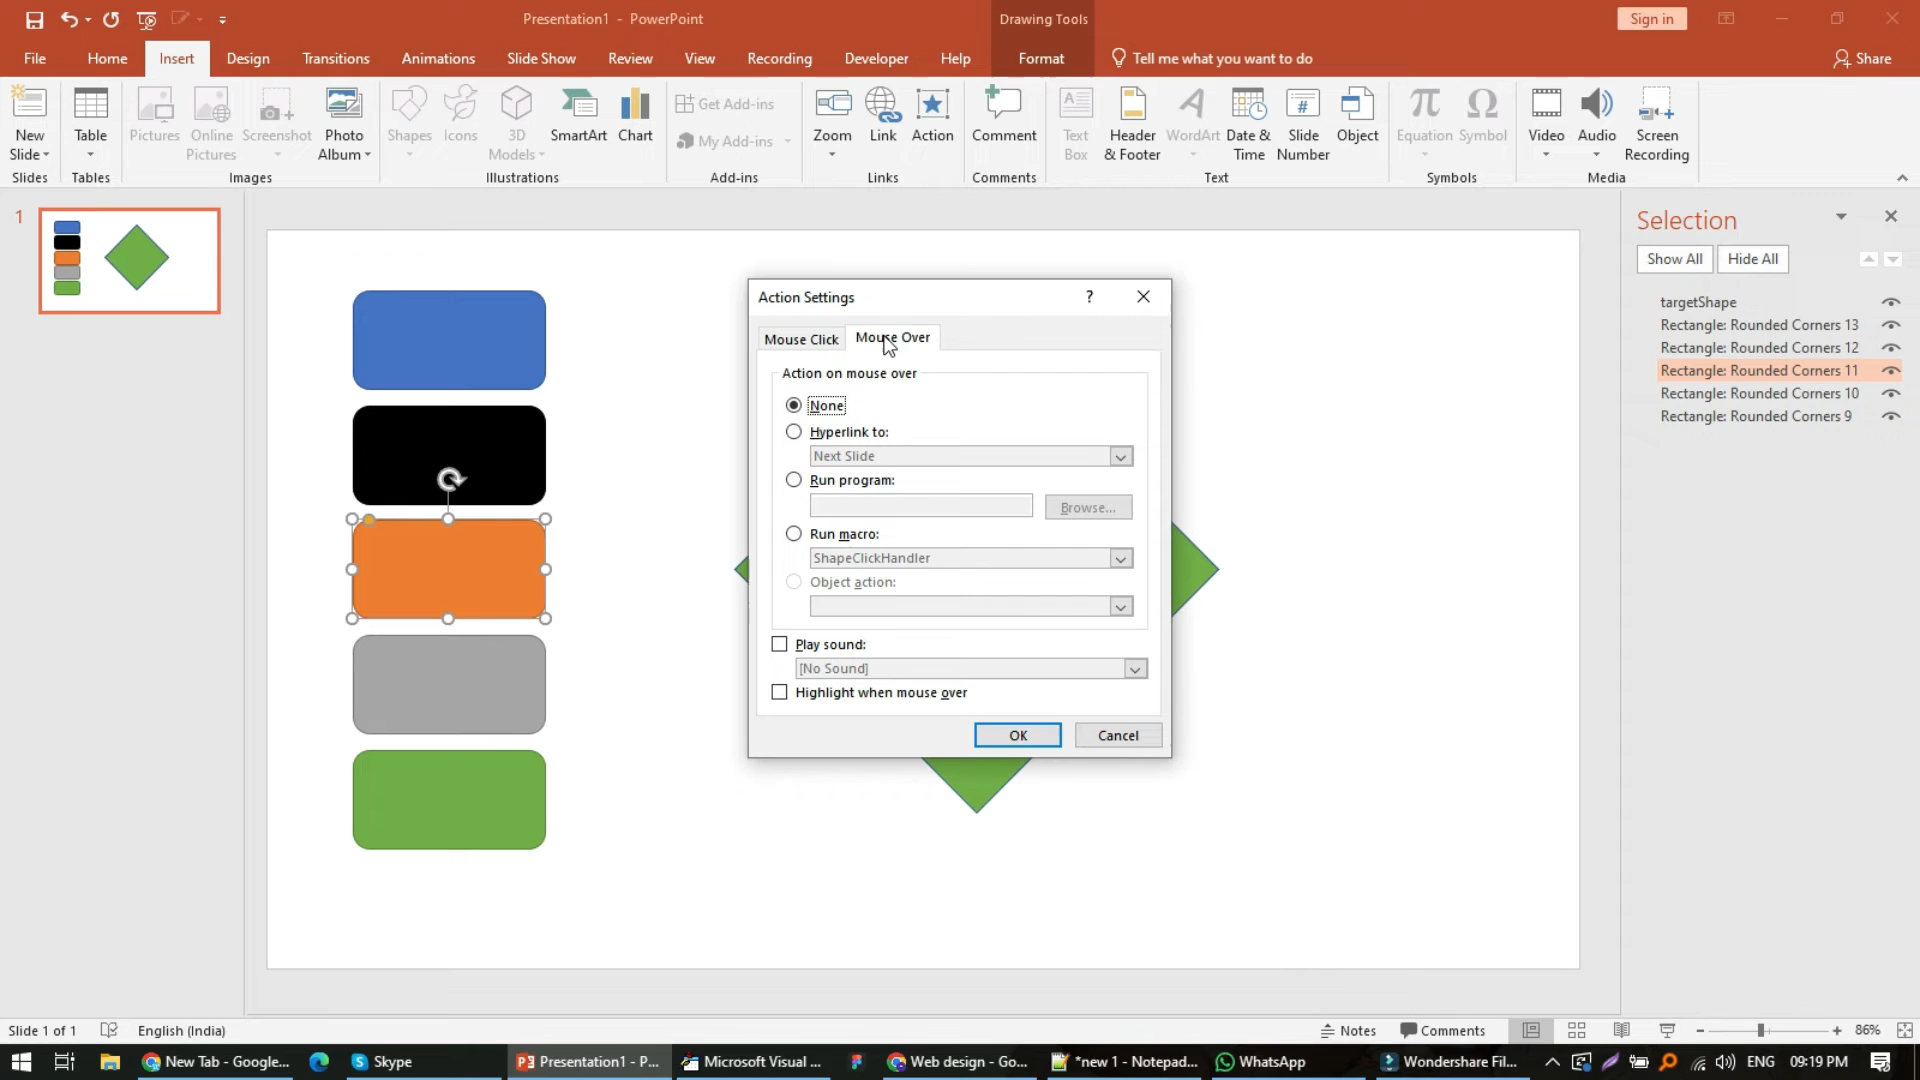 Presentation1 - PowerPoint
Drawing Tools
Sign in
File Home Insert Design Transitions Animations Slide Show Review View Recording Developer Help Format Tell me what you want to do Share
New Slide
Table
Pictures
Online Pictures
Screenshot
Photo Album
Shapes
Icons
3D Models
SmartArt
Chart
Get Add-ins
My Add-ins
Zoom
Link
Action
Comment
Text Box
Header & Footer
WordArt
Date & Time
# Slide Number
Object
π Equation
Ω Symbol
Video
Audio
Screen Recording
Slides Tables Images Illustrations Add-ins Links Comments Text Symbols Media
1
Action Settings ?
Mouse Click Mouse Over
Action on mouse over
None
Hyperlink to:
Next Slide
Run program:
Browse...
Run macro:
ShapeClickHandler
Object action:
Play sound:
[No Sound]
Highlight when mouse over
OK Cancel
Selection
Show All Hide All
targetShape
Rectangle: Rounded Corners 13
Rectangle: Rounded Corners 12
Rectangle: Rounded Corners 11
Rectangle: Rounded Corners 10
Rectangle: Rounded Corners 9
Slide 1 of 1 English (India) Notes Comments 86%
New Tab - Google... Skype Presentation1 - P... Microsoft Visual ... Web design - Go... *new 1 - Notepad... WhatsApp Wondershare Fil... ENG 09:19 PM